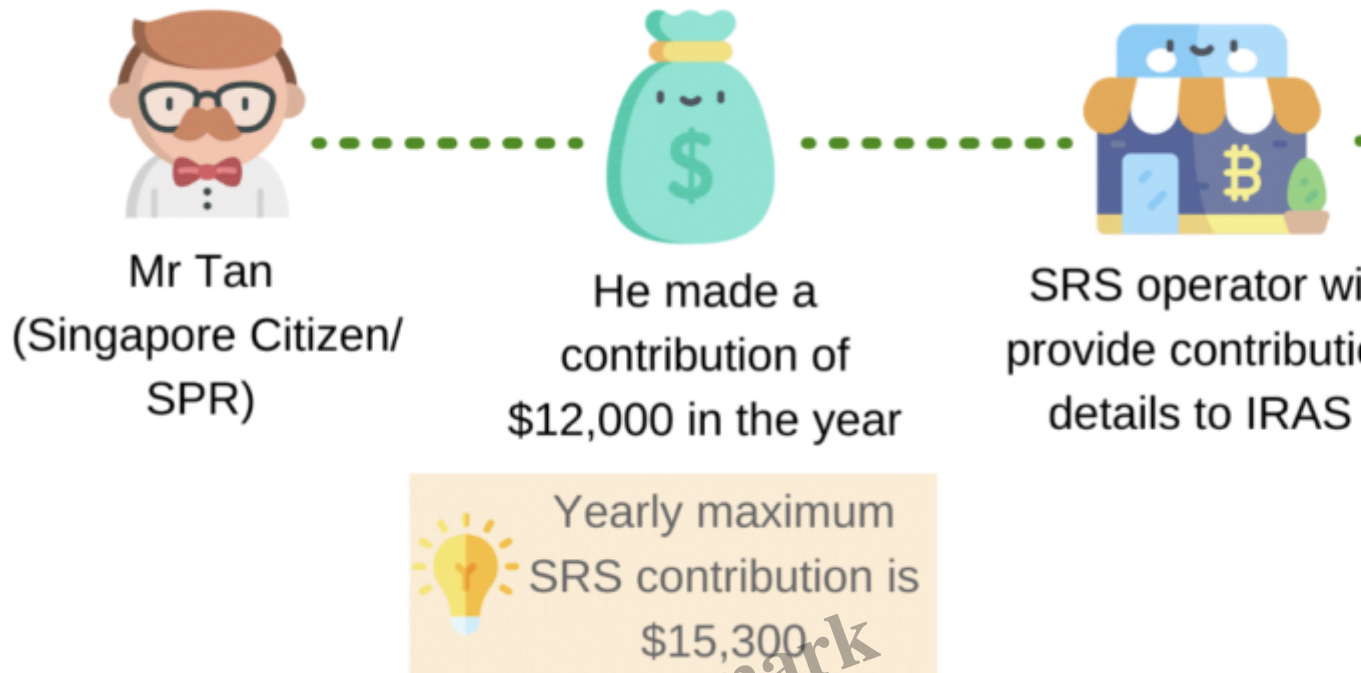 Mr Tan
(Singapore Citizen/
SPR)
He made a
contribution of
$12,000 in the year
SRS operator wi
provide contributi
details to IRAS
Yearly maximum
SRS contribution is
$15,300